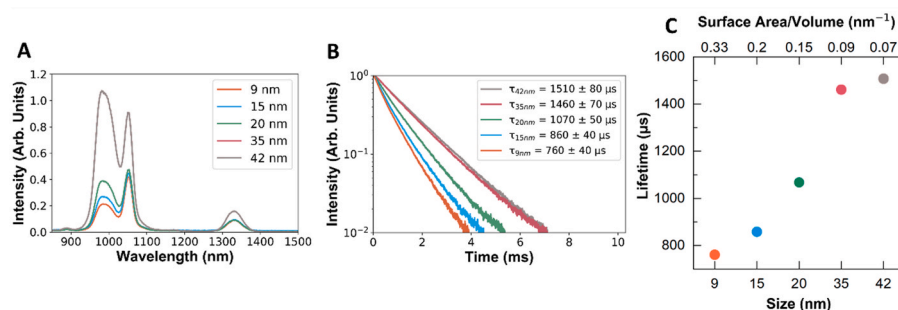 A
Intensity (Arb. Units)
1.2
1.0
0.8
0.6
0.4
0.2
0.0
9 nm
15 nm
20 nm
35 nm
42 nm
900 1000 1100 1200 1300 1400 1500
Wavelength (nm)
B
Intensity (Arb. Units)
10⁰
10⁻¹
10⁻²
τ42nm = 1510 ± 80 μs
τ35nm = 1460 ± 70 μs
τ20nm = 1070 ± 50 μs
τ15nm = 860 ± 40 μs
τ9nm = 760 ± 40 μs
0 2 4 6 8 10
Time (ms)
C
Surface Area/Volume (nm⁻¹)
0.33 0.2 0.15 0.09 0.07
Lifetime (μs)
1600
1400
1200
1000
800
9 15 20 35 42
Size (nm)